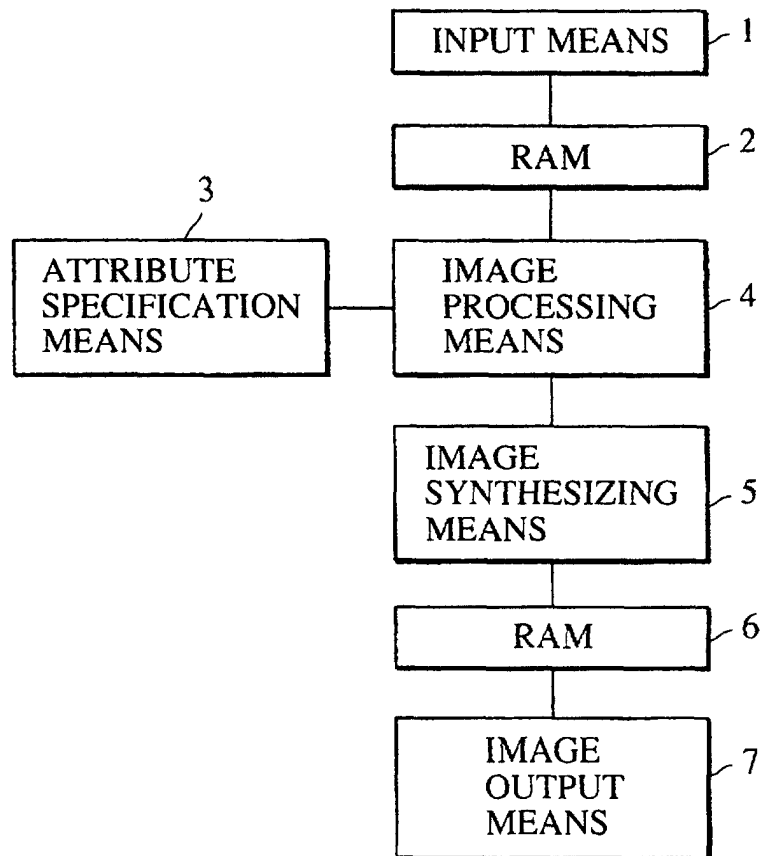 INPUT MEANS
1
RAM
2
3
ATTRIBUTE
SPECIFICATION
MEANS
IMAGE
PROCESSING
MEANS
4
IMAGE
SYNTHESIZING
MEANS
5
RAM
6
IMAGE
OUTPUT
MEANS
7